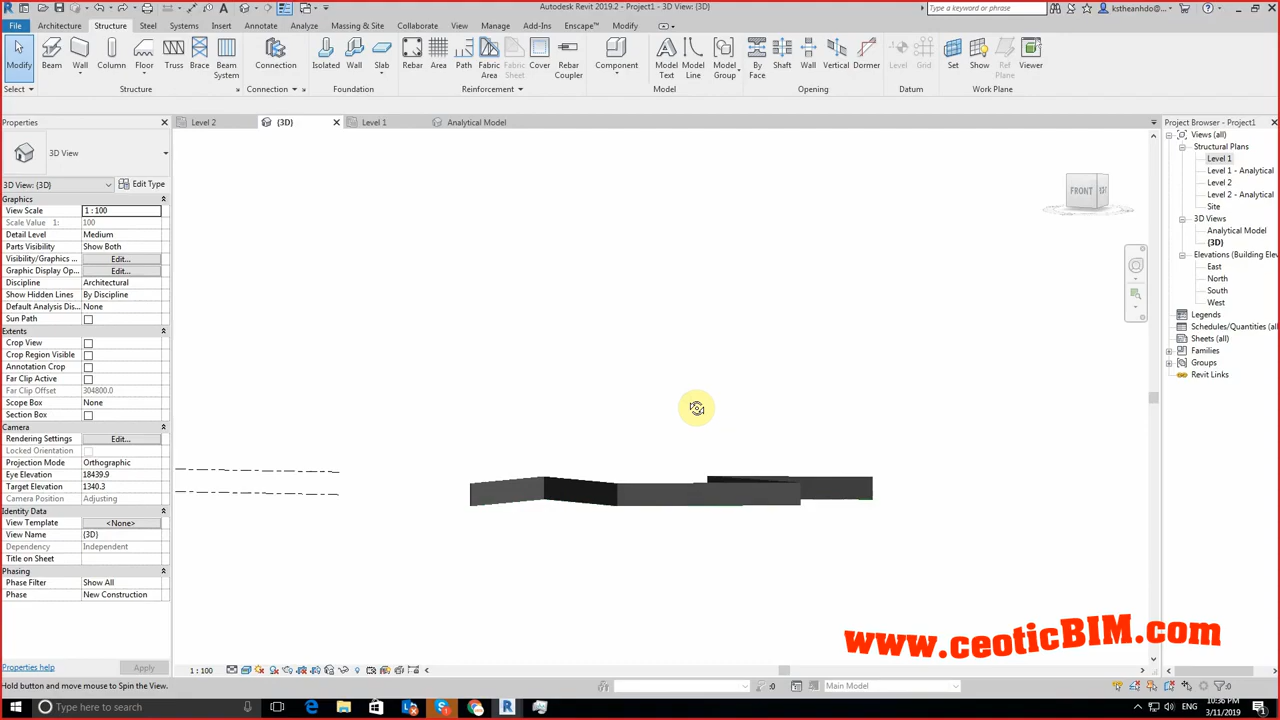 Autodesk Revit 2019.2 - Project1 - 3D View: {3D}
Type a keyword or phrase
kstheanhdo
File Architecture Structure Steel Systems Insert Annotate Analyze Massing & Site Collaborate View Manage Add-Ins Enscape™ Modify
Modify Beam Wall Column Floor Truss Brace Beam System Connection Isolated Wall Slab Rebar Area Path Fabric Area Fabric Sheet Cover Rebar Coupler Component Model Text Model Line Model Group By Face Shaft Wall Vertical Dormer Level Grid Set Show Ref Plane Viewer
Select Structure Connection Foundation Reinforcement Model Opening Datum Work Plane
Properties
Level 2 {3D} Level 1 Analytical Model
Project Browser - Project1
3D View
3D View: {3D} Edit Type
Graphics
View Scale 1 : 100
Scale Value 1: 100
Detail Level Medium
Parts Visibility Show Both
Visibility/Graphics ... Edit...
Graphic Display Op... Edit...
Discipline Architectural
Show Hidden Lines By Discipline
Default Analysis Dis... None
Sun Path
Extents
Crop View
Crop Region Visible
Annotation Crop
Far Clip Active
Far Clip Offset 304800.0
Scope Box None
Section Box
Camera
Rendering Settings Edit...
Locked Orientation
Projection Mode Orthographic
Eye Elevation 18439.9
Target Elevation 1340.3
Camera Position Adjusting
Identity Data
View Template <None>
View Name {3D}
Dependency Independent
Title on Sheet
Phasing
Phase Filter Show All
Phase New Construction
Properties help Apply
FRONT
Views (all)
Structural Plans
Level 1
Level 1 - Analytical
Level 2
Level 2 - Analytical
Site
3D Views
Analytical Model
{3D}
Elevations (Building Elev
East
North
South
West
Legends
Schedules/Quantities (all
Sheets (all)
Families
Groups
Revit Links
www.ceoticBIM.com
1 : 100
Hold button and move mouse to Spin the View.
:0 Main Model :0
Type here to search
ENG
10:36 PM
3/11/2019